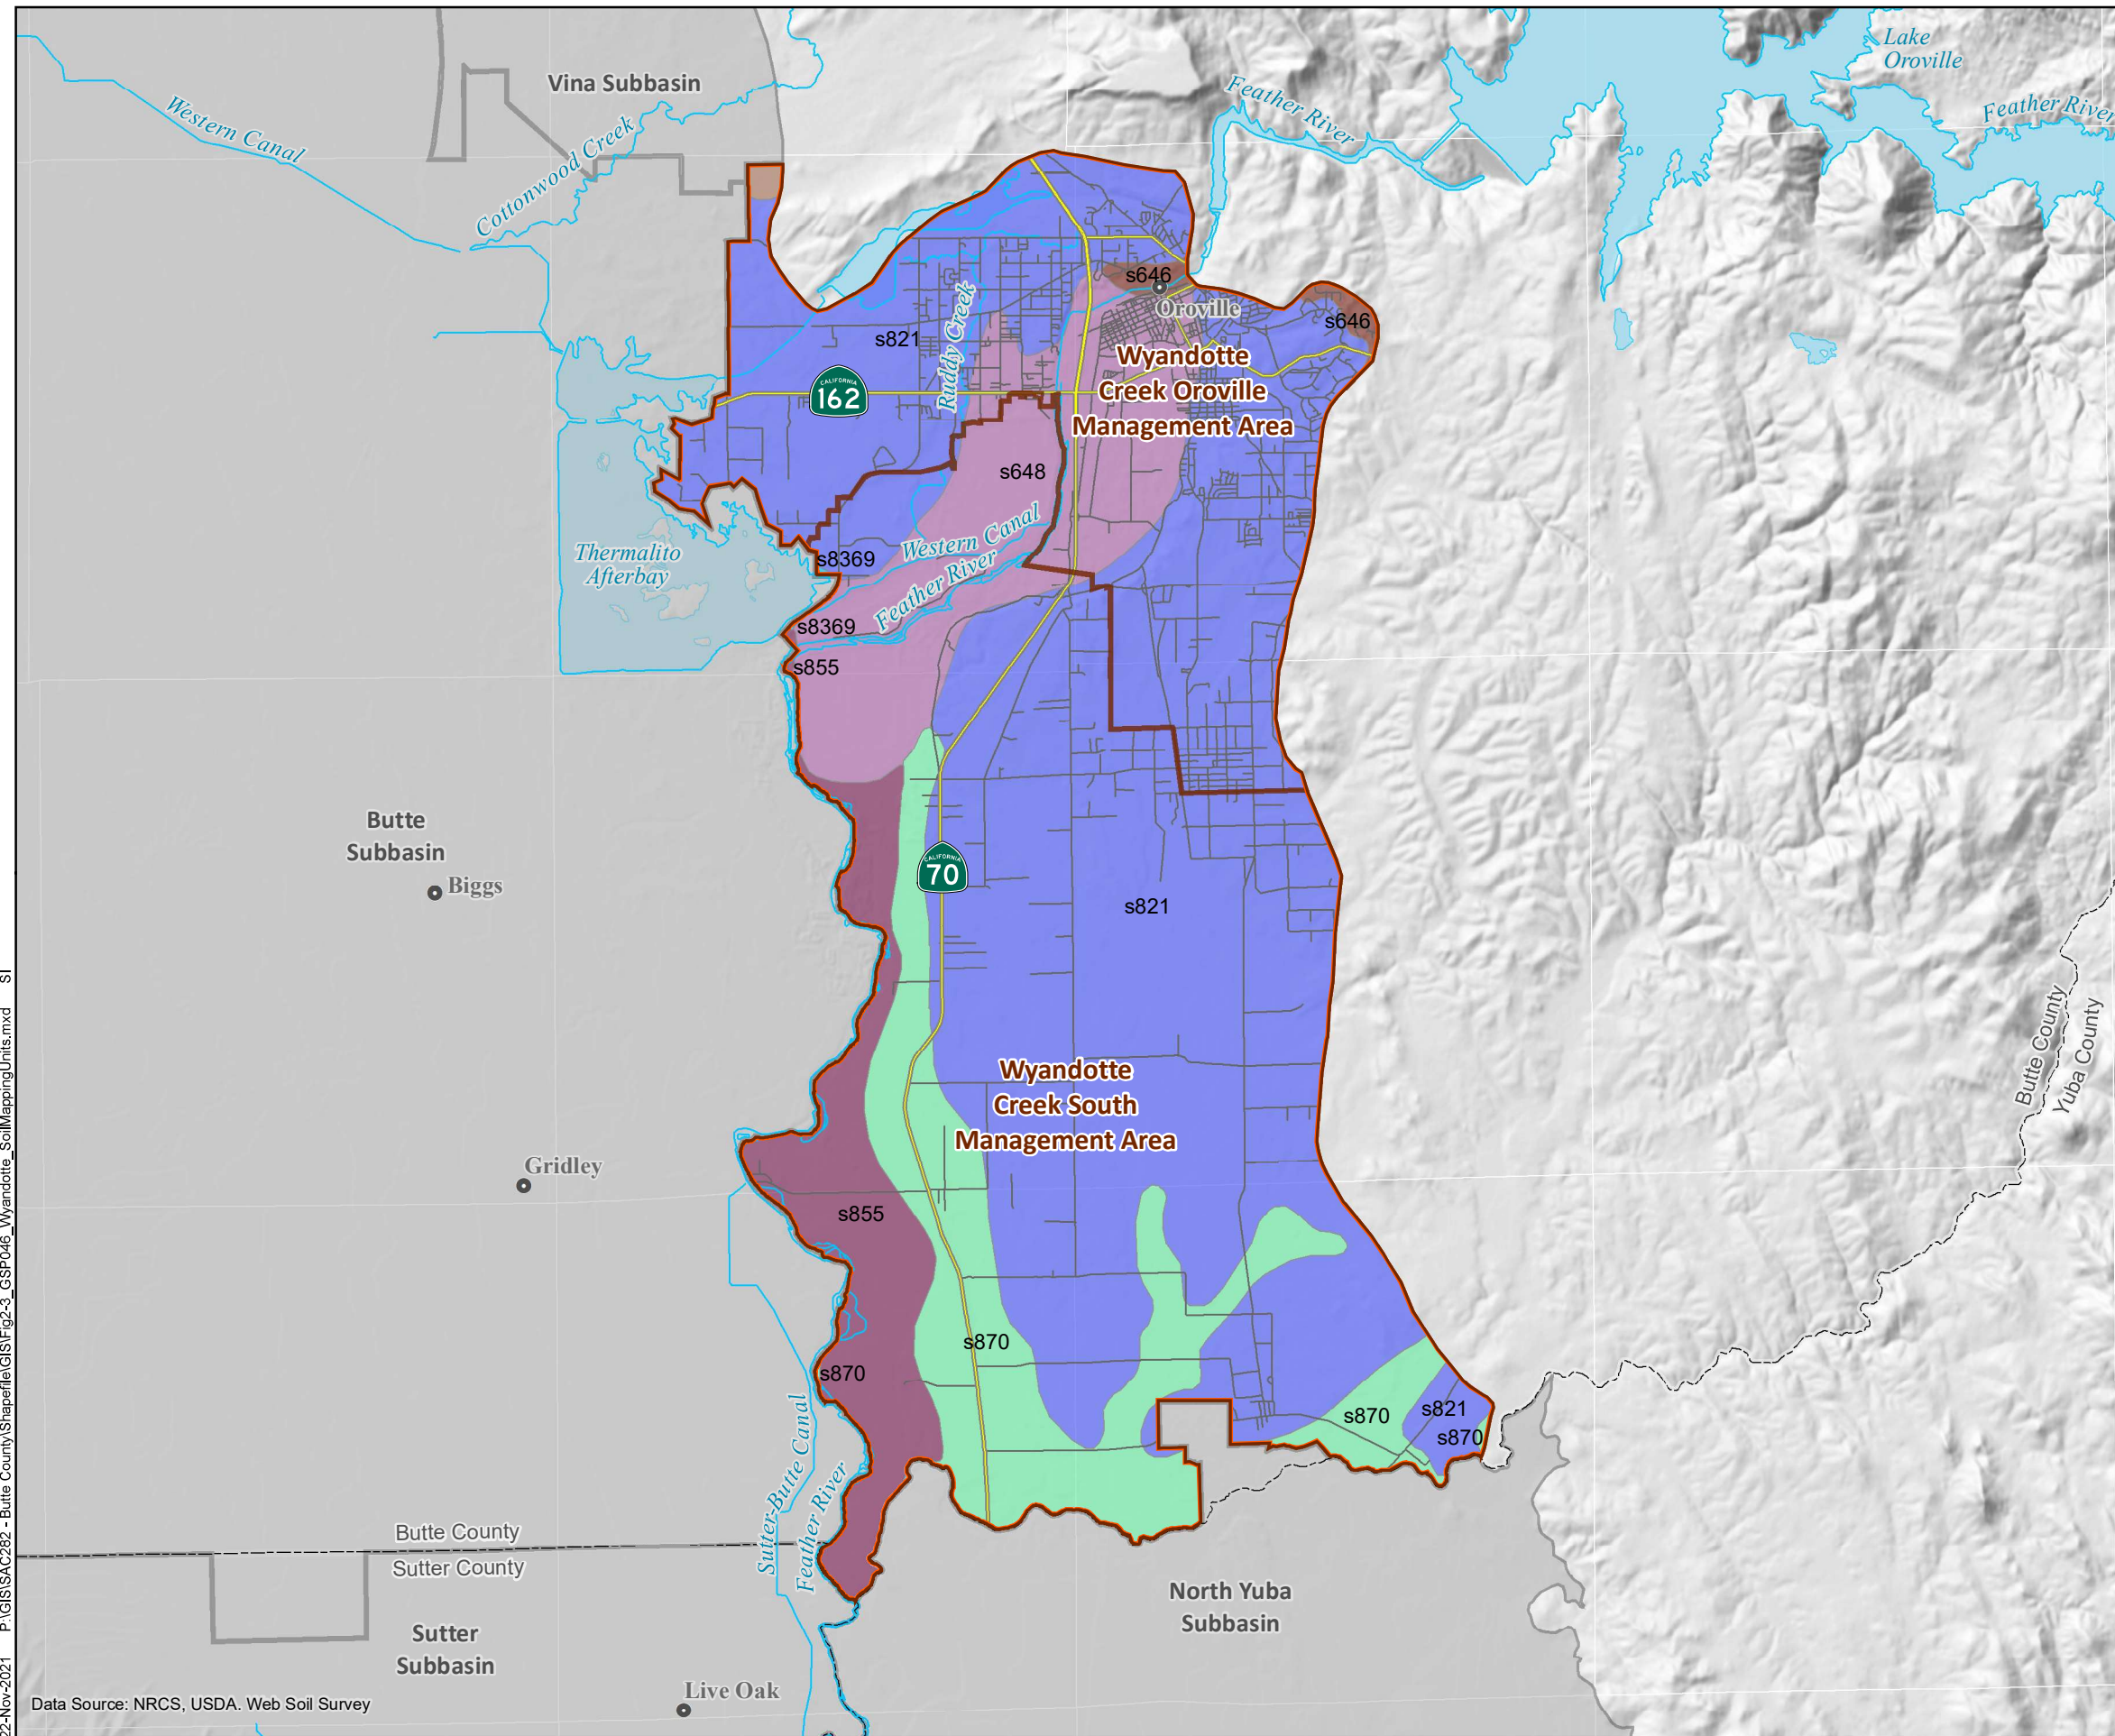 Lake
Oroville
Vina Subbasin
Feather River
Feather River
Western Canal
Cottonwood Creek
s646
Oroville
s646
s821
Ruddy Creek
Wyandotte
Creek Oroville
Management Area
CALIFORNIA
162
s648
Western Canal
Thermalito
Afterbay
s8369
Feather River
s8369
s855
Butte
Subbasin
Biggs
CALIFORNIA
70
s821
Butte County
Yuba County
Wyandotte
Creek South
Management Area
Gridley
s855
s870
s870
s870
s821
s870
Sutter-Butte Canal
Feather River
Butte County
Sutter County
North Yuba
Subbasin
Sutter
Subbasin
Live Oak
Data Source: NRCS, USDA. Web Soil Survey
22-Nov-2021 P:\GIS\SAC282 - Butte County\Shapefile\GIS\Fig2-3_GSP046_Wyandotte_SoilMappingUnits.mxd SI